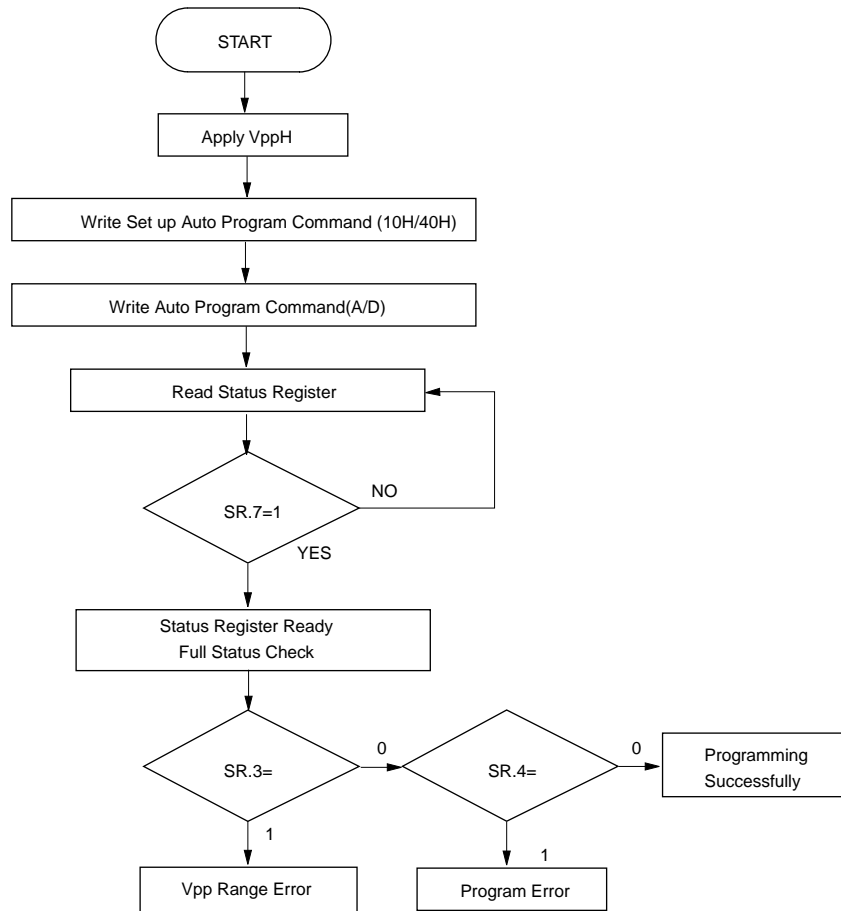 START
Apply VppH
Write Set up Auto Program Command (10H/40H)
Write Auto Program Command(A/D)
Read Status Register
NO
SR.7=1
YES
Status Register Ready
Full Status Check
SR.3=
0
SR.4=
0
Programming
Successfully
1
1
Vpp Range Error
Program Error